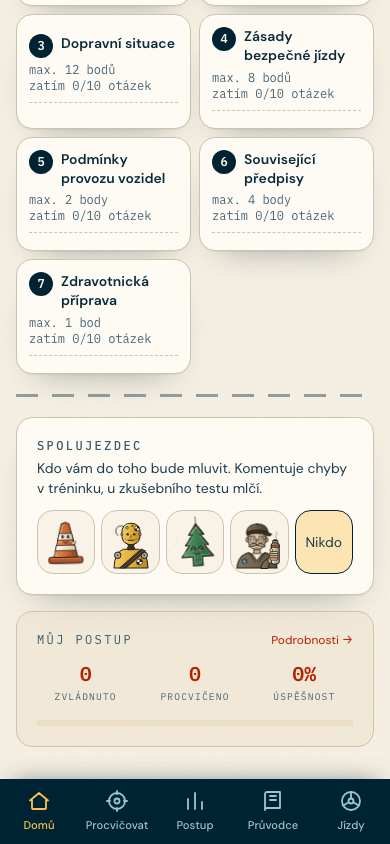 3 Dopravní situace
max. 12 bodů
zatím 0/10 otázek
4 Zásady
bezpečné jízdy
max. 8 bodů
zatím 0/10 otázek
5 Podmínky
provozu vozidel
max. 2 body
zatím 0/10 otázek
6 Související
předpisy
max. 4 body
zatím 0/10 otázek
7 Zdravotnická
příprava
max. 1 bod
zatím 0/10 otázek
SPOLUJEZDEC
Kdo vám do toho bude mluvit. Komentuje chyby
v tréninku, u zkušebního testu mlčí.
Nikdo
MŮJ POSTUP
Podrobnosti →
0 0 0%
ZVLÁDNUTO PROCVIČENO ÚSPĚŠNOST
Domů Procvičovat Postup Průvodce Jízdy